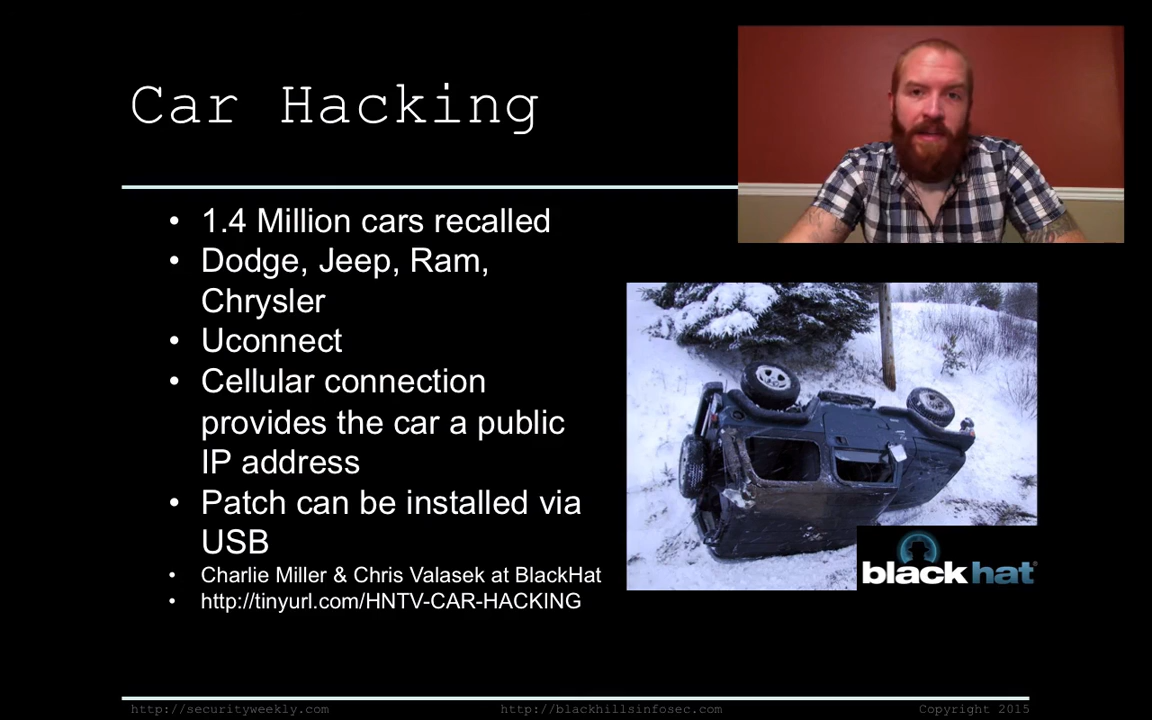 Car Hacking
• 1.4 Million cars recalled
• Dodge, Jeep, Ram,
Chrysler
• Uconnect
• Cellular connection
provides the car a public
IP address
• Patch can be installed via
USB
• Charlie Miller & Chris Valasek at BlackHat
• http://tinyurl.com/HNTV-CAR-HACKING
black hat
http://securityweekly.com
http://blackhillsinfosec.com
Copyright 2015